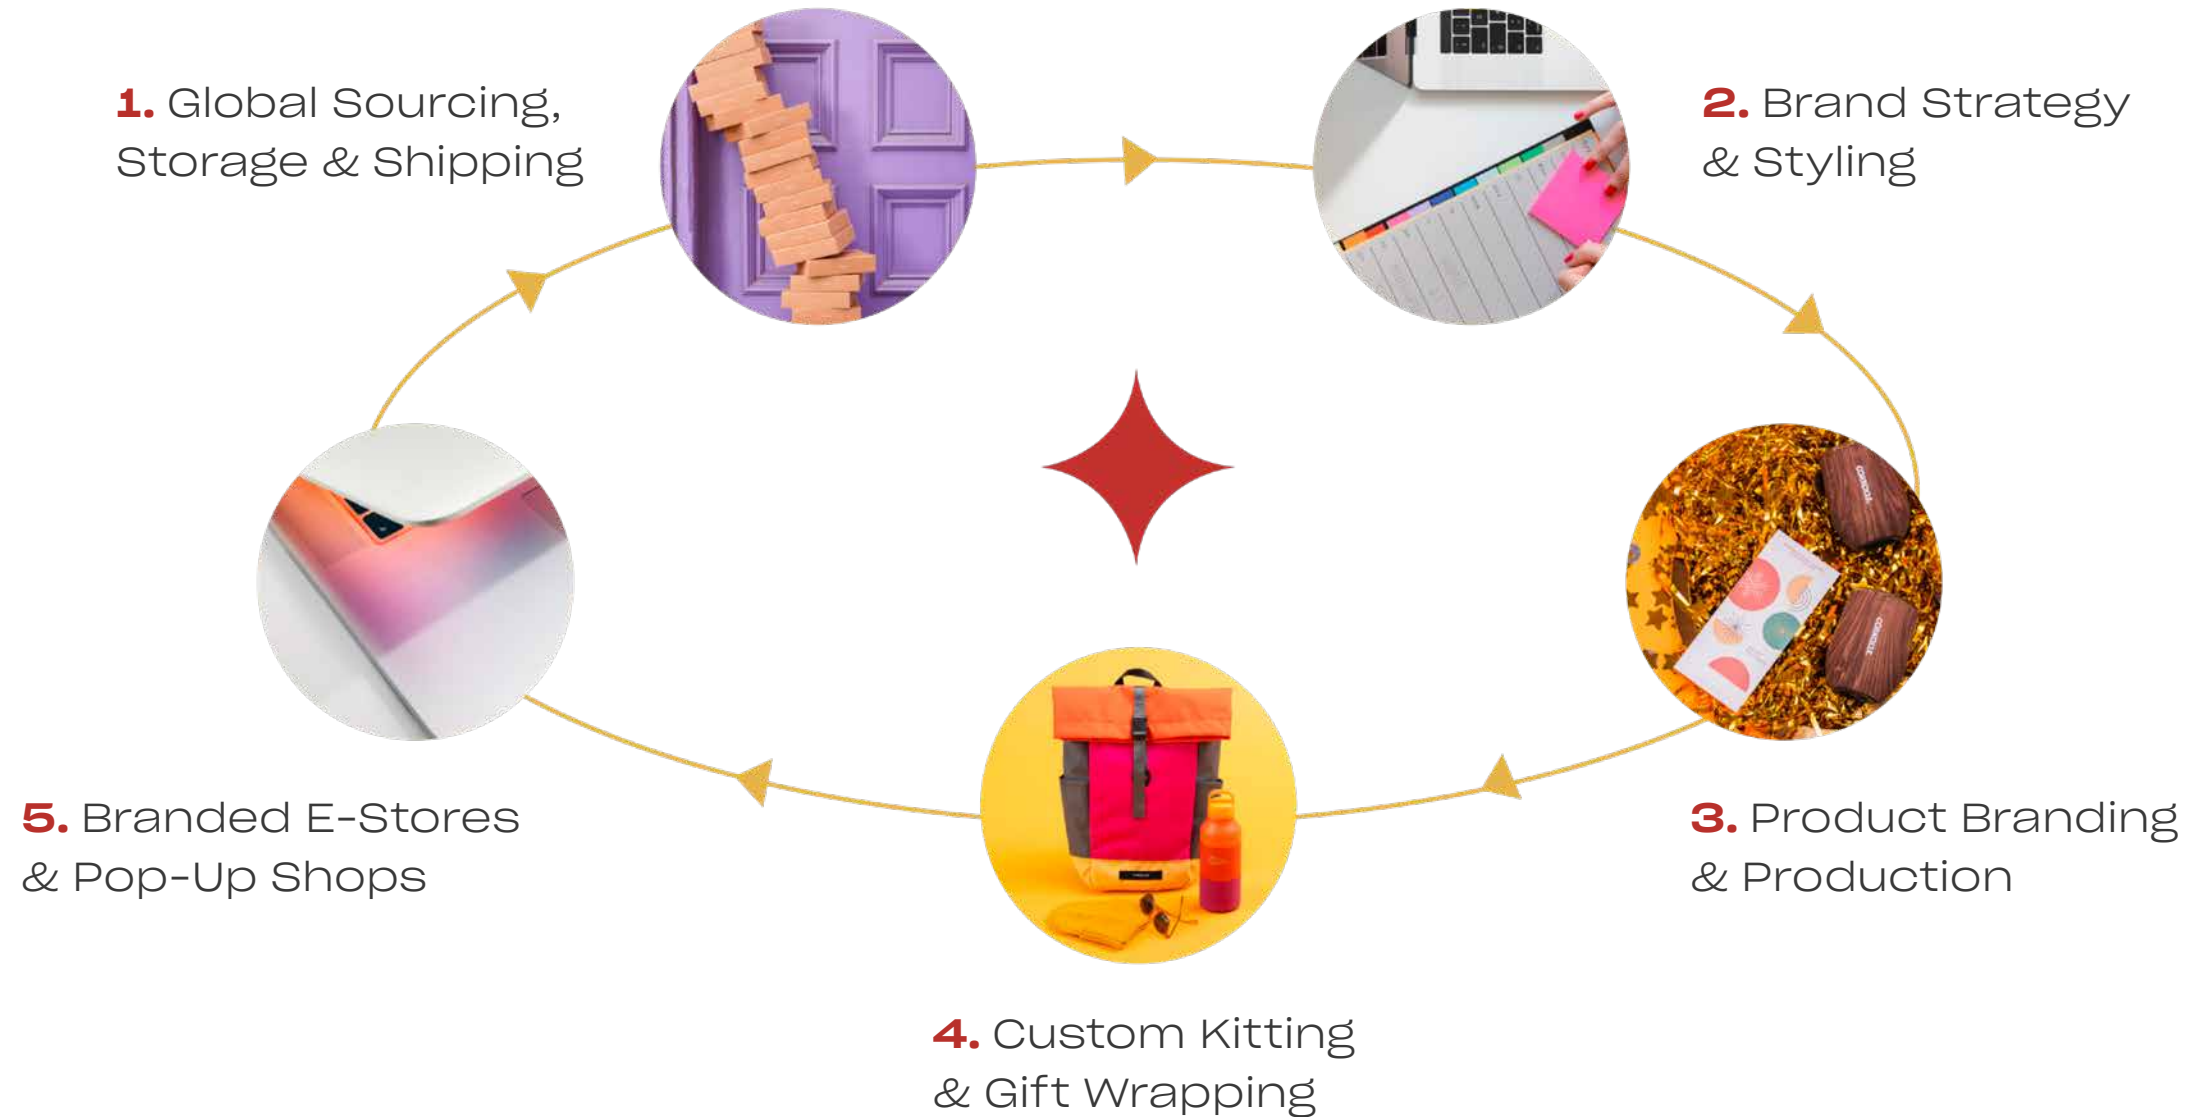 1. Global Sourcing,
Storage & Shipping
2. Brand Strategy
& Styling
3. Product Branding
& Production
4. Custom Kitting
& Gift Wrapping
5. Branded E-Stores
& Pop-Up Shops
CORKCICLE